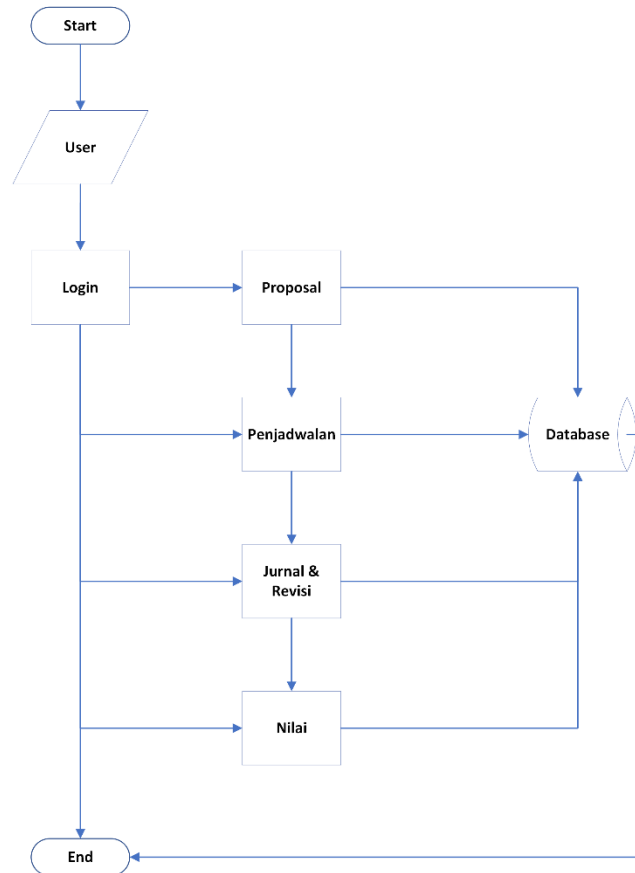 Start
User
Login
Proposal
Penjadwalan
Database
Jurnal &
Revisi
Nilai
End